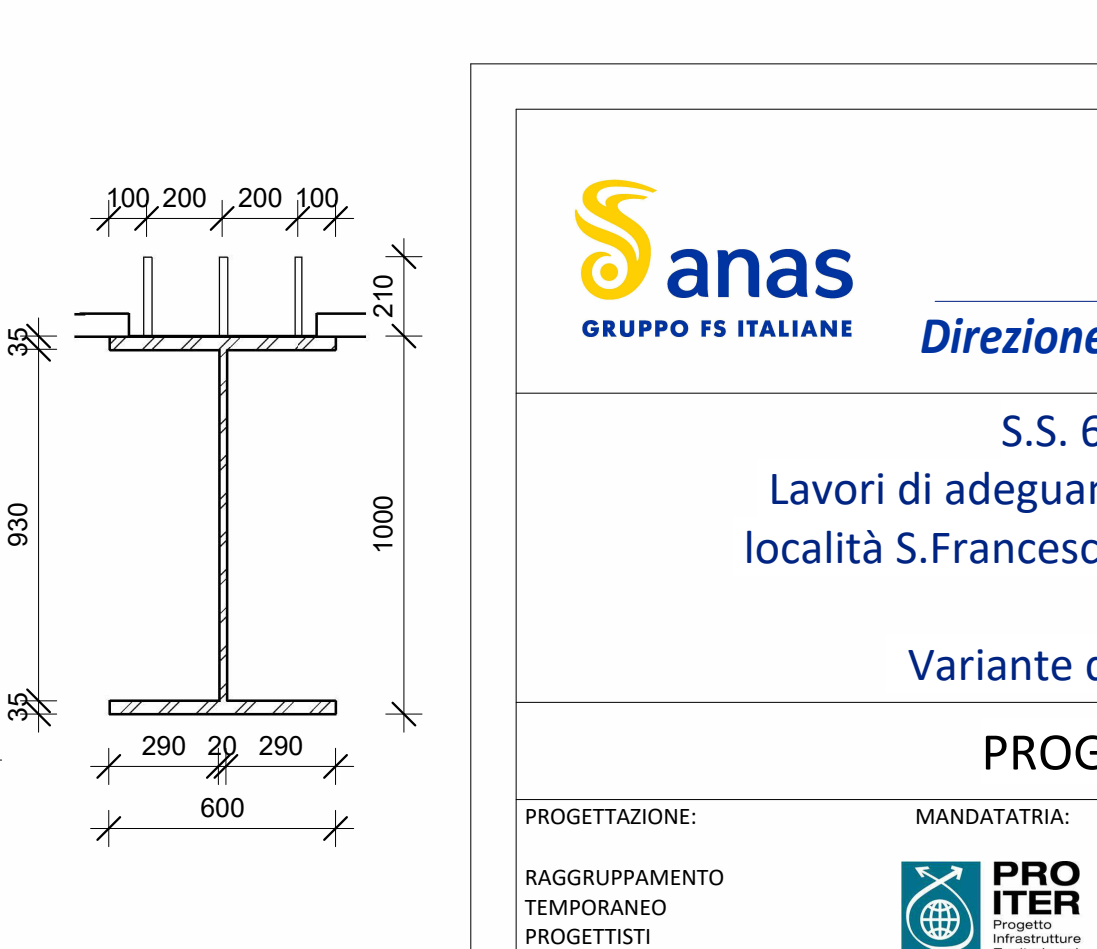 100 200 200 100
210
35
930
1000
35
290 20 290
600
anas
GRUPPO FS ITALIANE
Direzione
S.S. 6
Lavori di adeguar
località S.Francesc
Variante
PROG
PROGETTAZIONE:
MANDATATRIA:
RAGGRUPPAMENTO
TEMPORANEO
PROGETTISTI
PRO
ITER
Progetto
Infrastrutture